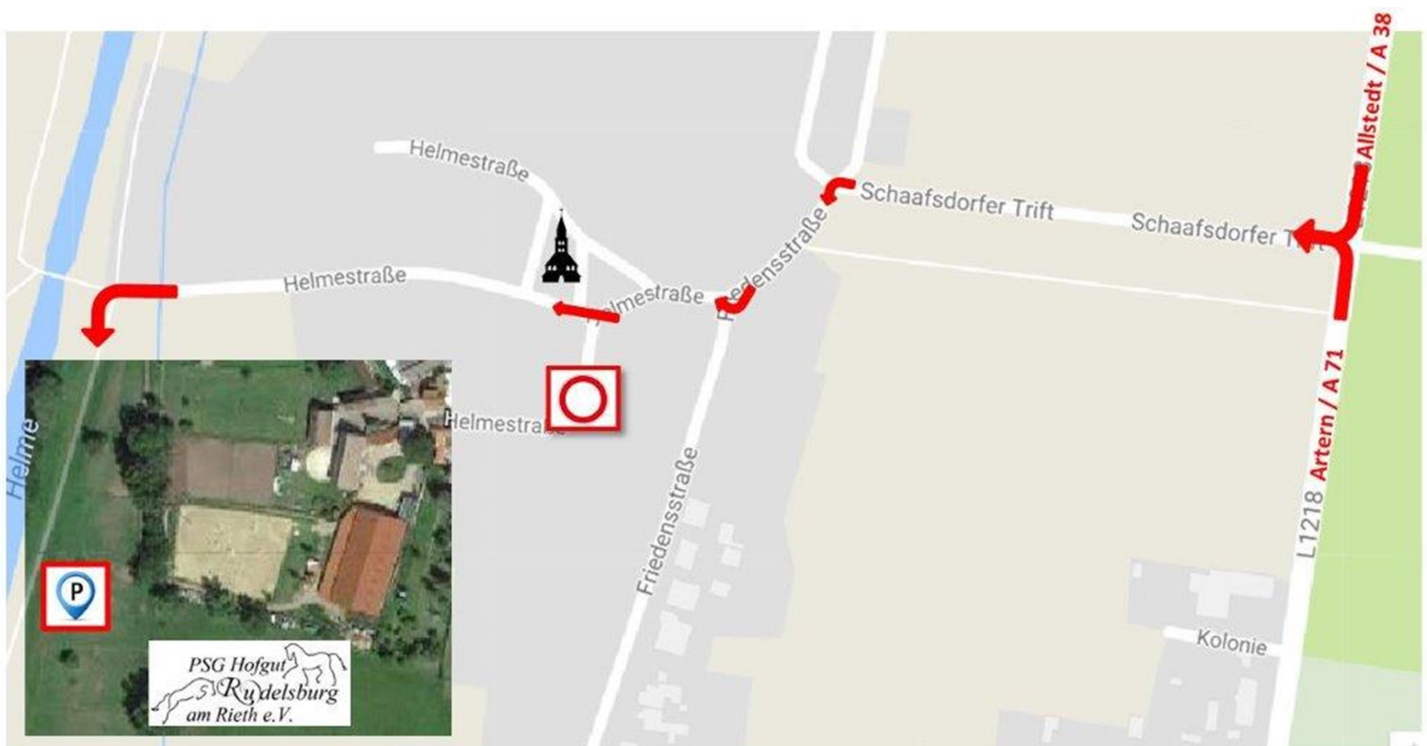 Allstedt / A 38
Helmestraße
Schaafsdorfer Trift
Schaafsdorfer
Friedensstraße
Helmestraße
Helmestraße
Artern / A 71
Helmestraße
Helme
L1218
Friedensstraße
P
Kolonie
PSG Hofgut
Rudelsburg
am Rieth e.V.